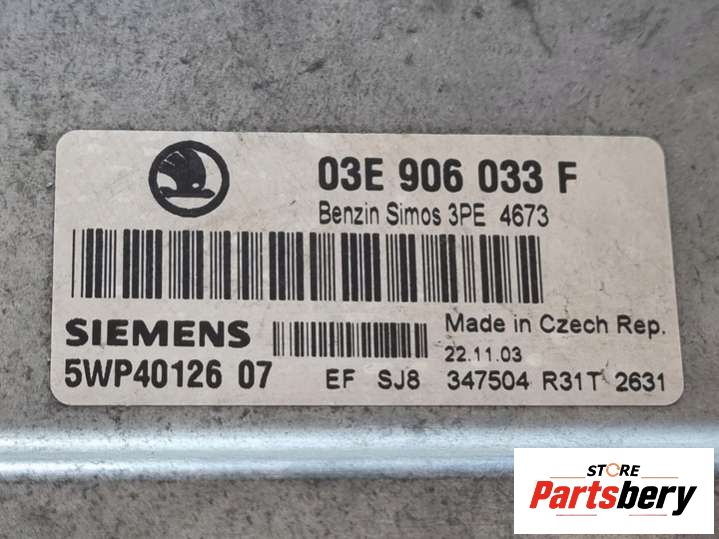 03E 906 033 F
Benzin Simos 3PE 4673
SIEMENS
Made in Czech Rep.
22.11.03
5WP40126 07
EF SJ8 347504 R31T 2631
STORE
Partsbery